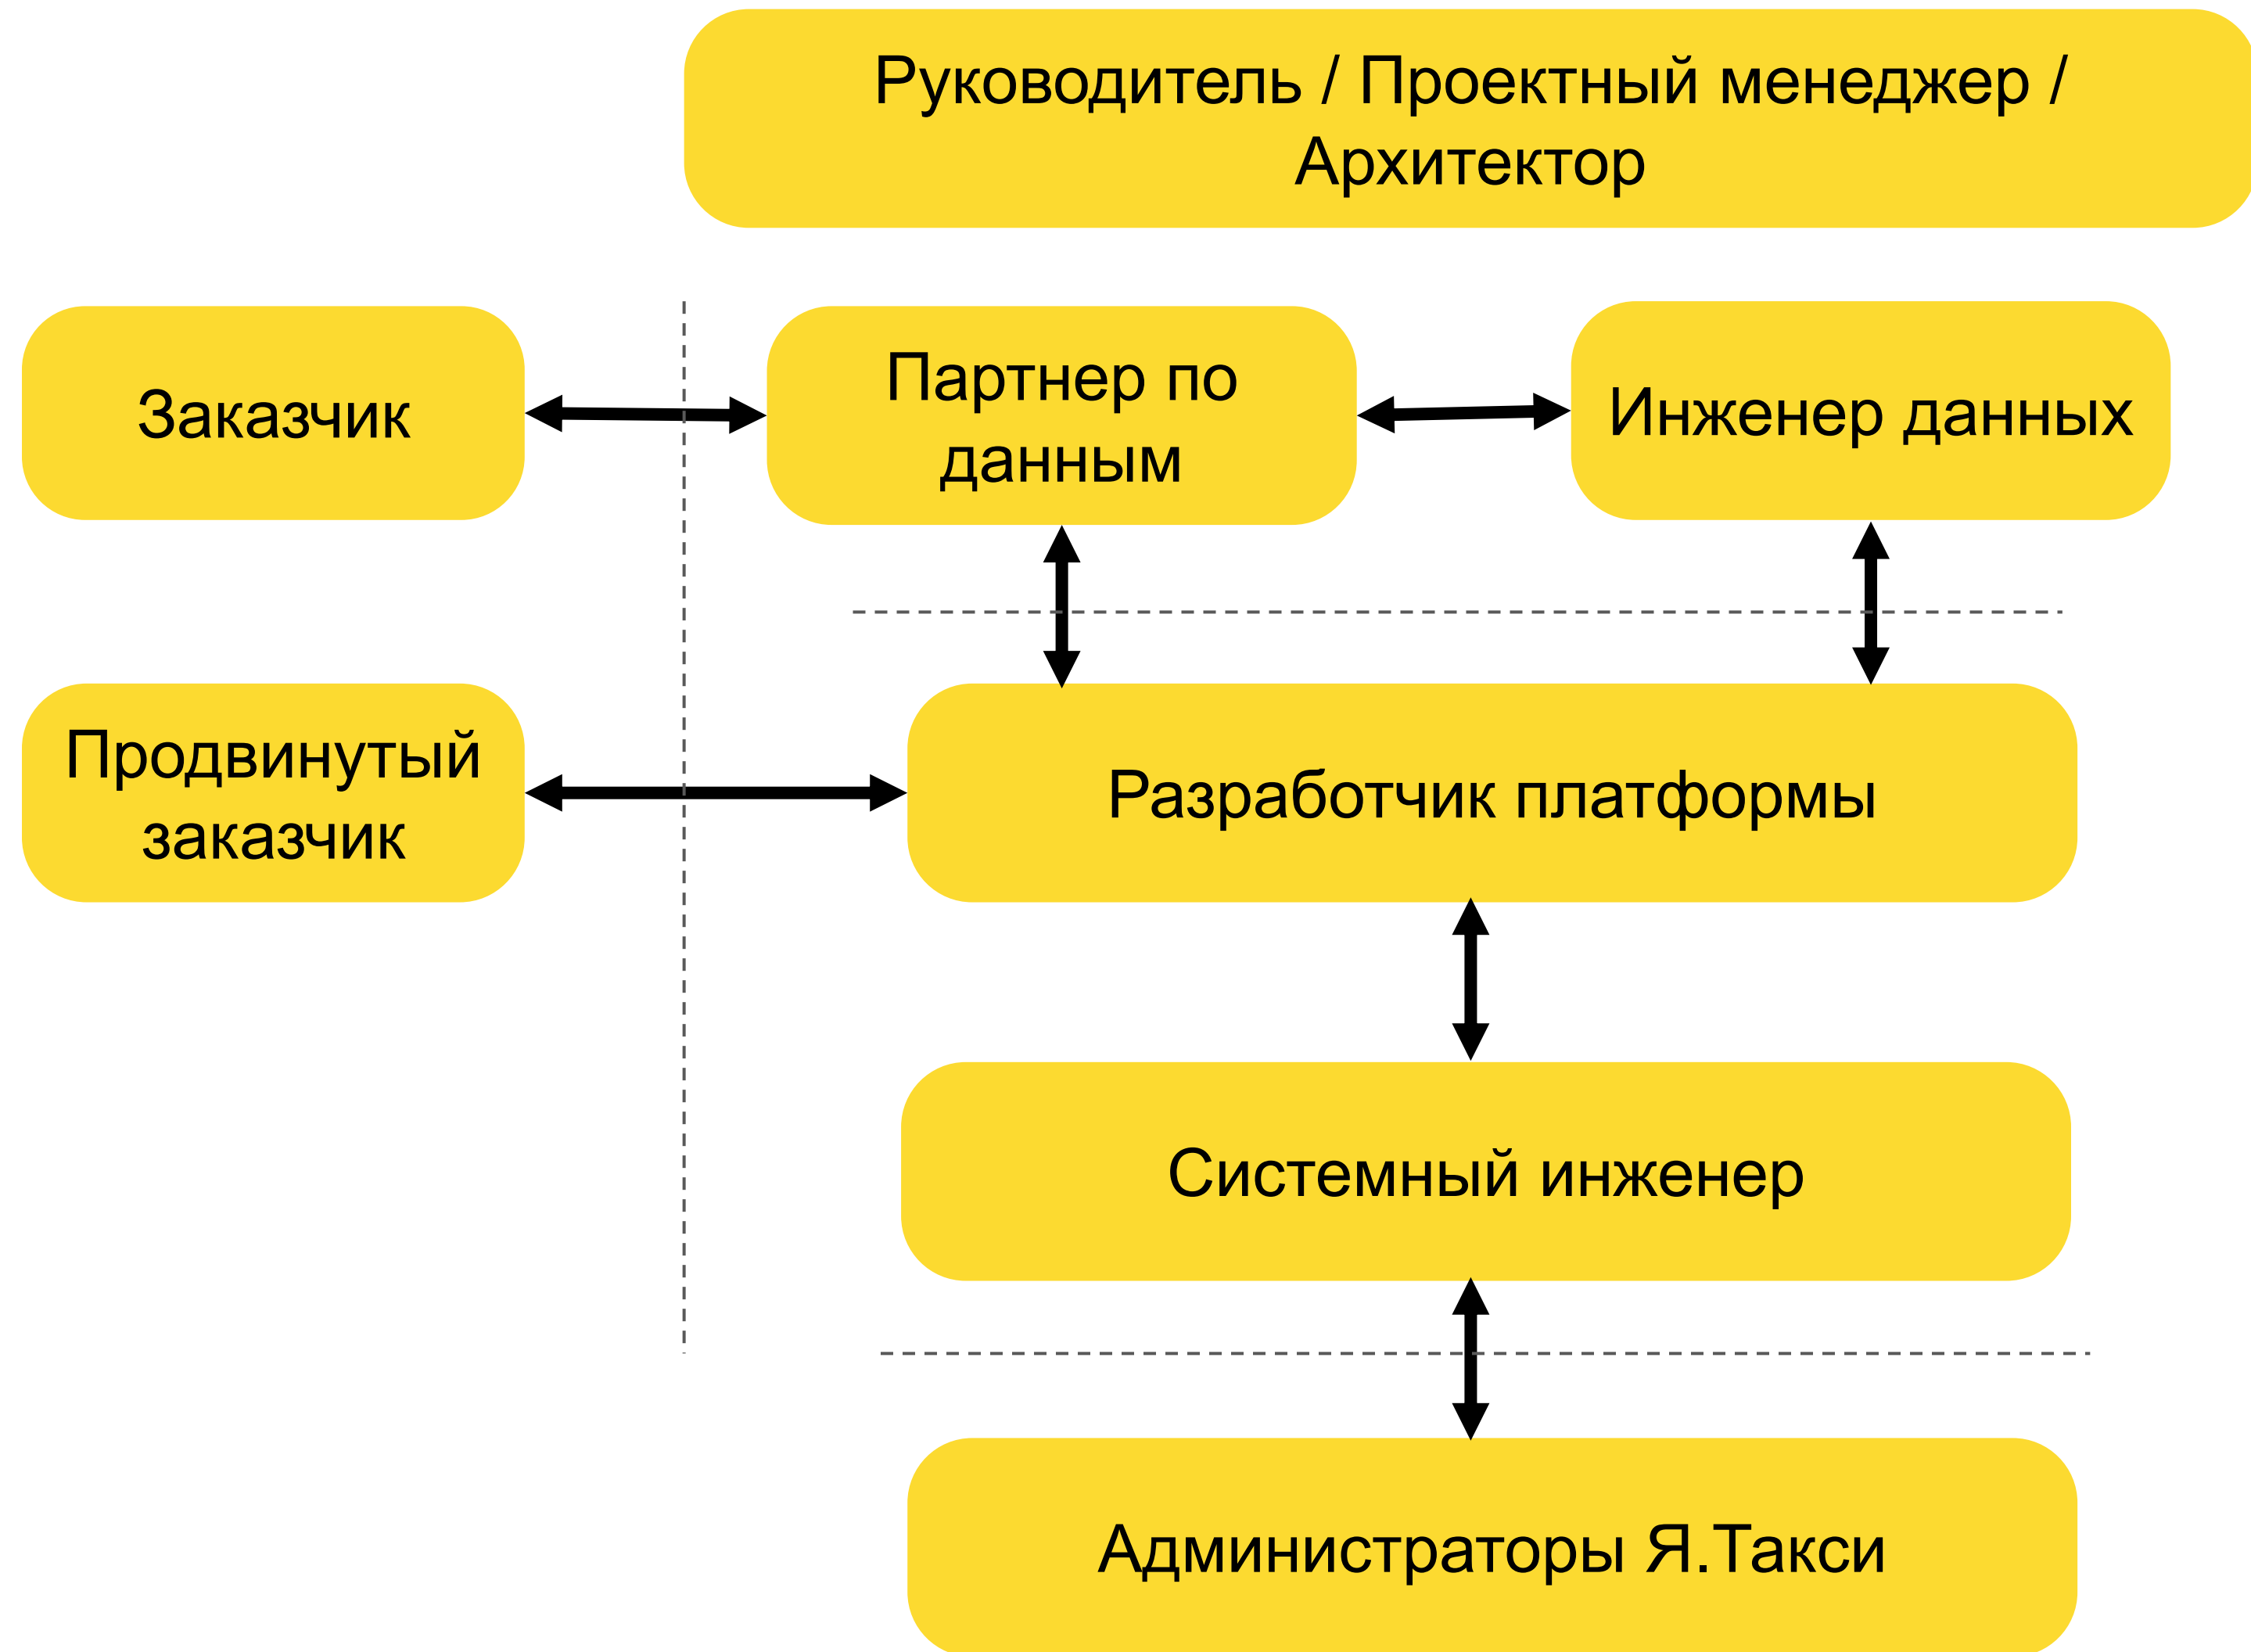 Руководитель / Проектный менеджер /
Архитектор
Заказчик
Партнер по
данным
Инженер данных
Продвинутый
заказчик
Разработчик платформы
Системный инженер
Администраторы Я.Такси